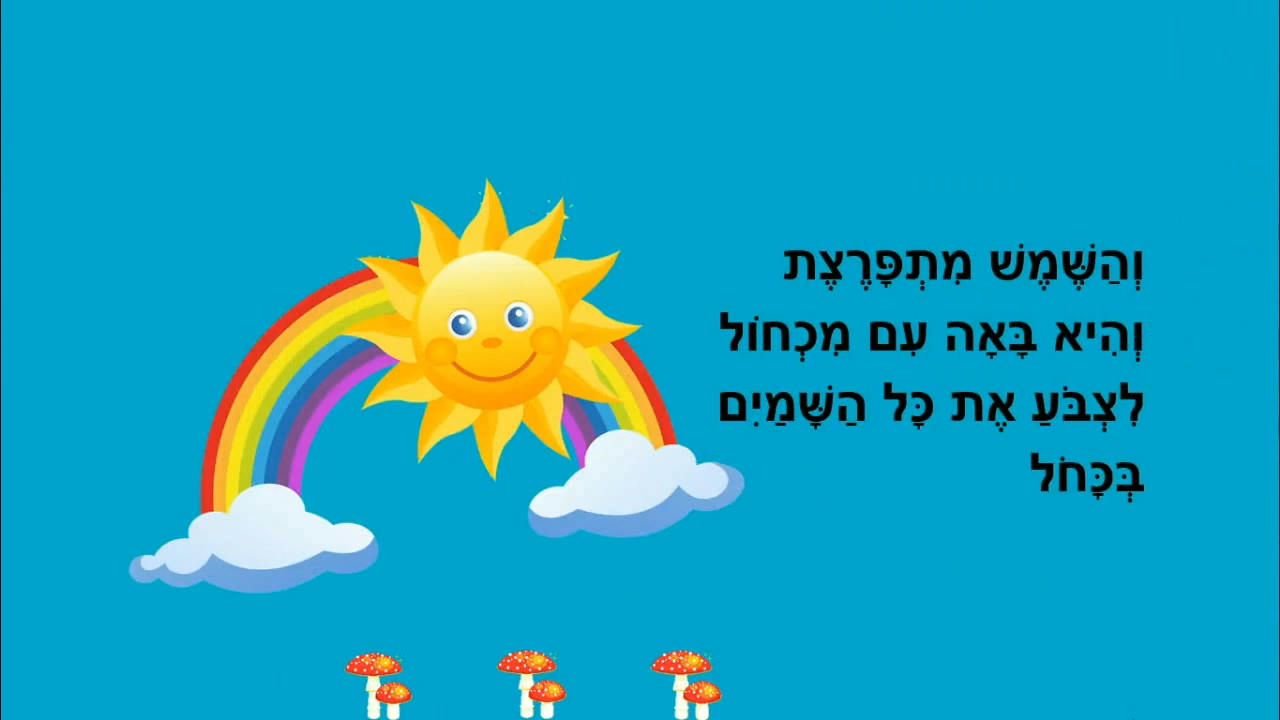 וְהַשֶּׁמֶשׁ מִתְפָּרֶצֶת
וְהִיא בָּאָה עִם מִכְחוֹל
לִצְבֹּעַ אֶת כָּל הַשָּׁמַיִם
בְּכָּחֹל